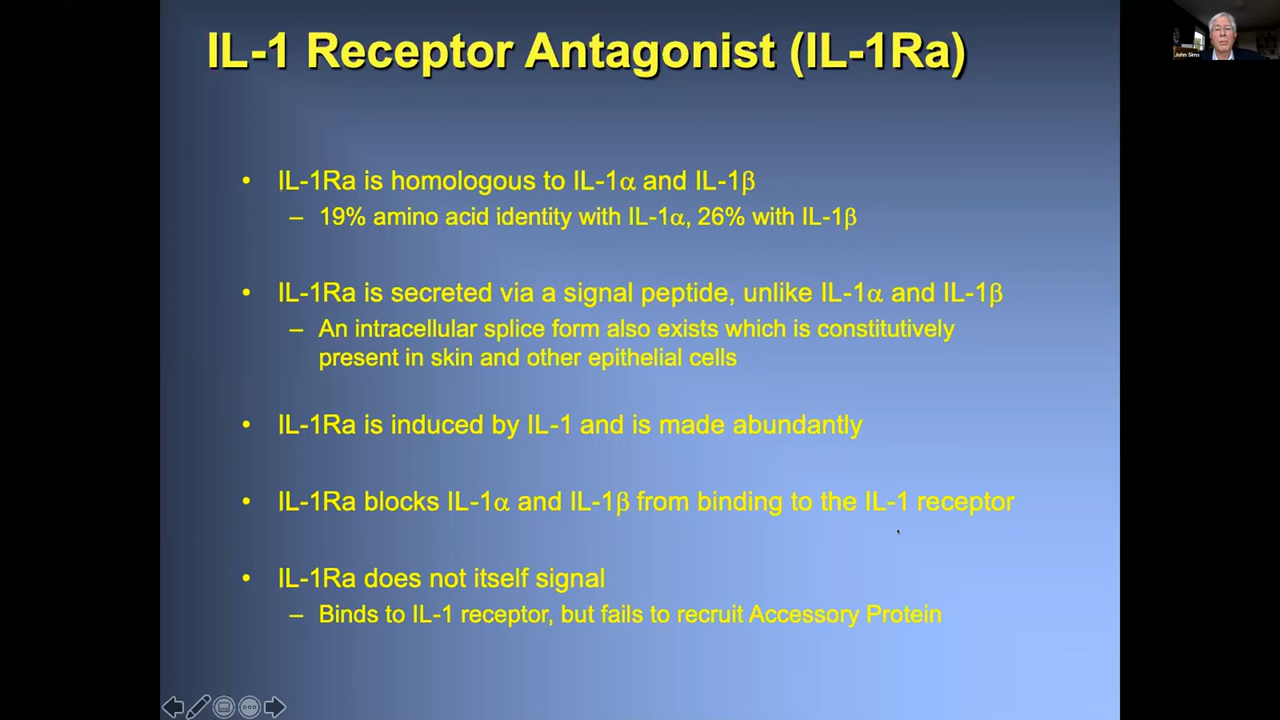 IL-1 Receptor Antagonist (IL-1Ra)
John Sims
• IL-1Ra is homologous to IL-1α and IL-1β
– 19% amino acid identity with IL-1α, 26% with IL-1β
• IL-1Ra is secreted via a signal peptide, unlike IL-1α and IL-1β
– An intracellular splice form also exists which is constitutively
present in skin and other epithelial cells
• IL-1Ra is induced by IL-1 and is made abundantly
• IL-1Ra blocks IL-1α and IL-1β from binding to the IL-1 receptor
• IL-1Ra does not itself signal
– Binds to IL-1 receptor, but fails to recruit Accessory Protein